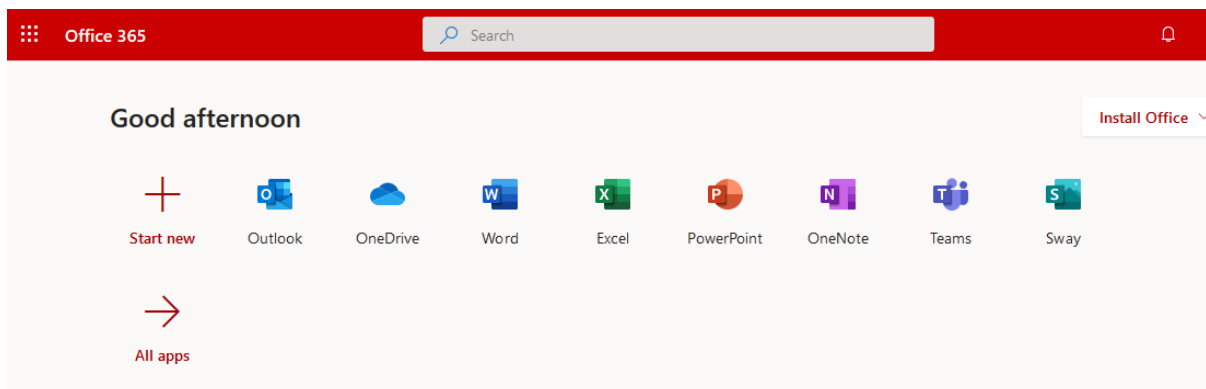 Office 365
Search
Good afternoon
Install Office
Start new
Outlook
OneDrive
Word
Excel
PowerPoint
OneNote
Teams
Sway
All apps